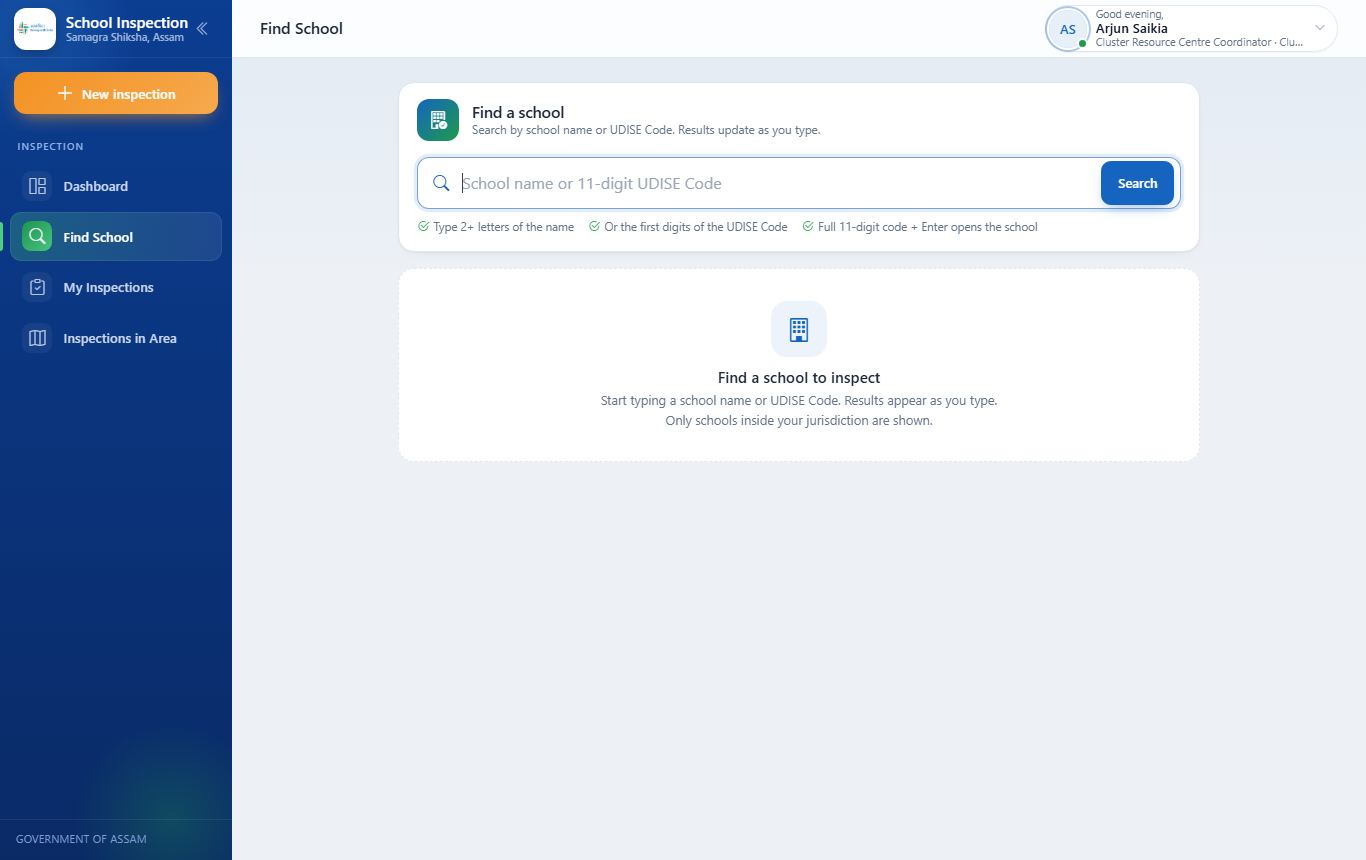 School Inspection
Samagra Shiksha, Assam
New inspection
INSPECTION
Dashboard
Find School
My Inspections
Inspections in Area
GOVERNMENT OF ASSAM
Find School
AS
Good evening,
Arjun Saikia
Cluster Resource Centre Coordinator · Clu...
Find a school
Search by school name or UDISE Code. Results update as you type.
School name or 11-digit UDISE Code
Search
Type 2+ letters of the name
Or the first digits of the UDISE Code
Full 11-digit code + Enter opens the school
Find a school to inspect
Start typing a school name or UDISE Code. Results appear as you type.
Only schools inside your jurisdiction are shown.